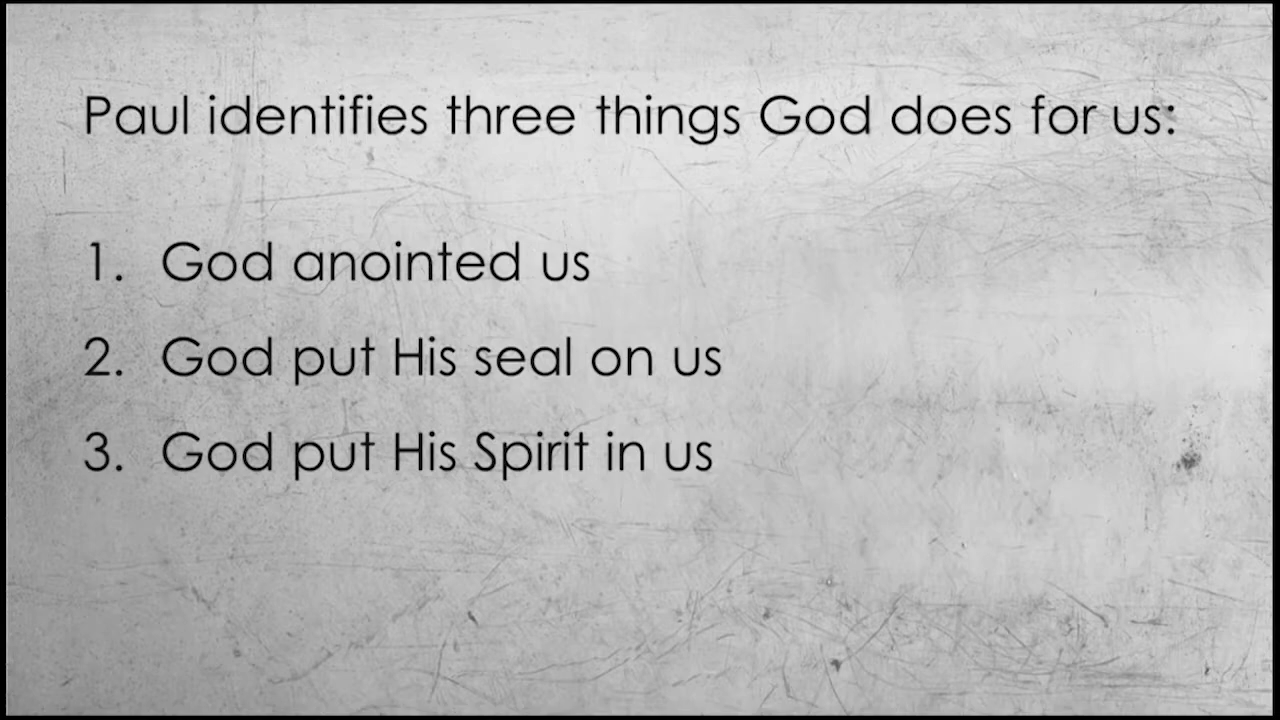 Paul identifies three things God does for us:
1. God anointed us
2. God put His seal on us
3. God put His Spirit in us